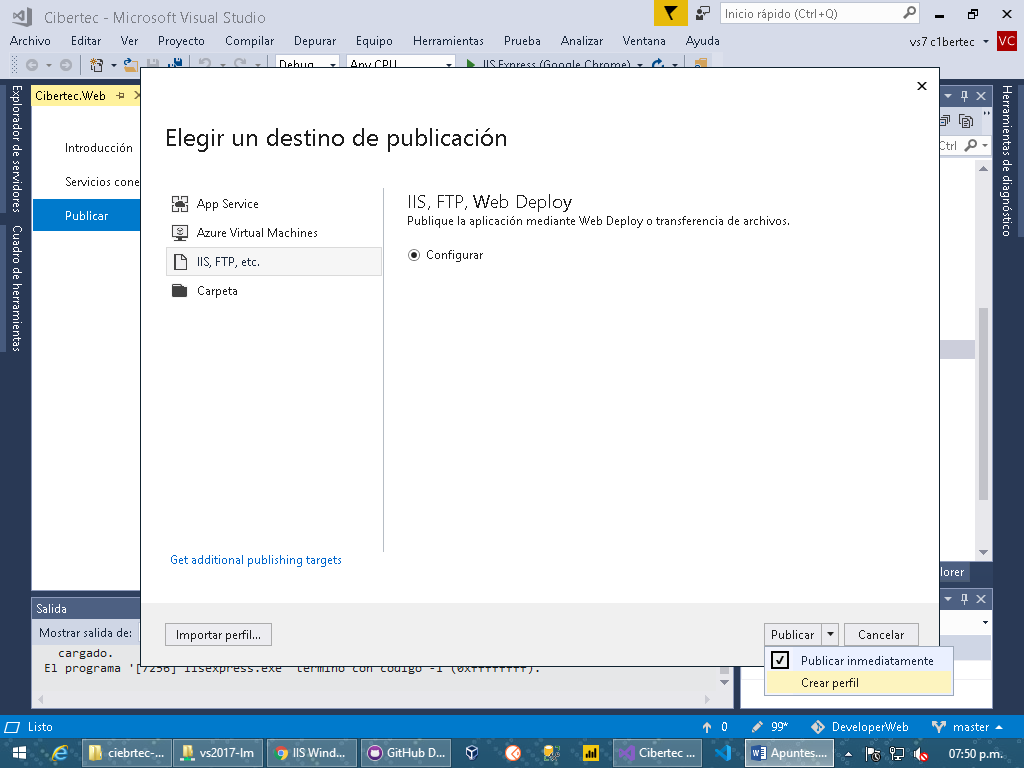 Cibertec - Microsoft Visual Studio
Inicio rápido (Ctrl+Q)
Archivo Editar Ver Proyecto Compilar Depurar Equipo Herramientas Prueba Analizar Ventana Ayuda
vs7 c1bertec VC
Debug Any CPU IIS Express (Google Chrome)
Explorador de servidores
Cuadro de herramientas
Herramientas de diagnóstico
Cibertec.Web
Introducción
Servicios cone
Publicar
Ctrl
Elegir un destino de publicación
App Service
Azure Virtual Machines
IIS, FTP, etc.
Carpeta
Get additional publishing targets
IIS, FTP, Web Deploy
Publique la aplicación mediante Web Deploy o transferencia de archivos.
Configurar
Importar perfil...
Publicar
Cancelar
Publicar inmediatamente
Crear perfil
lorer
Salida
Mostrar salida de:
cargado.
El programa '[7256] iisexpress.exe' terminó con código -1 (0xffffffff).
Listo
0 99* DeveloperWeb master
ciebrtec-... vs2017-lm IIS Wind... GitHub D... Cibertec ... Apuntes.... 07:50 p.m.